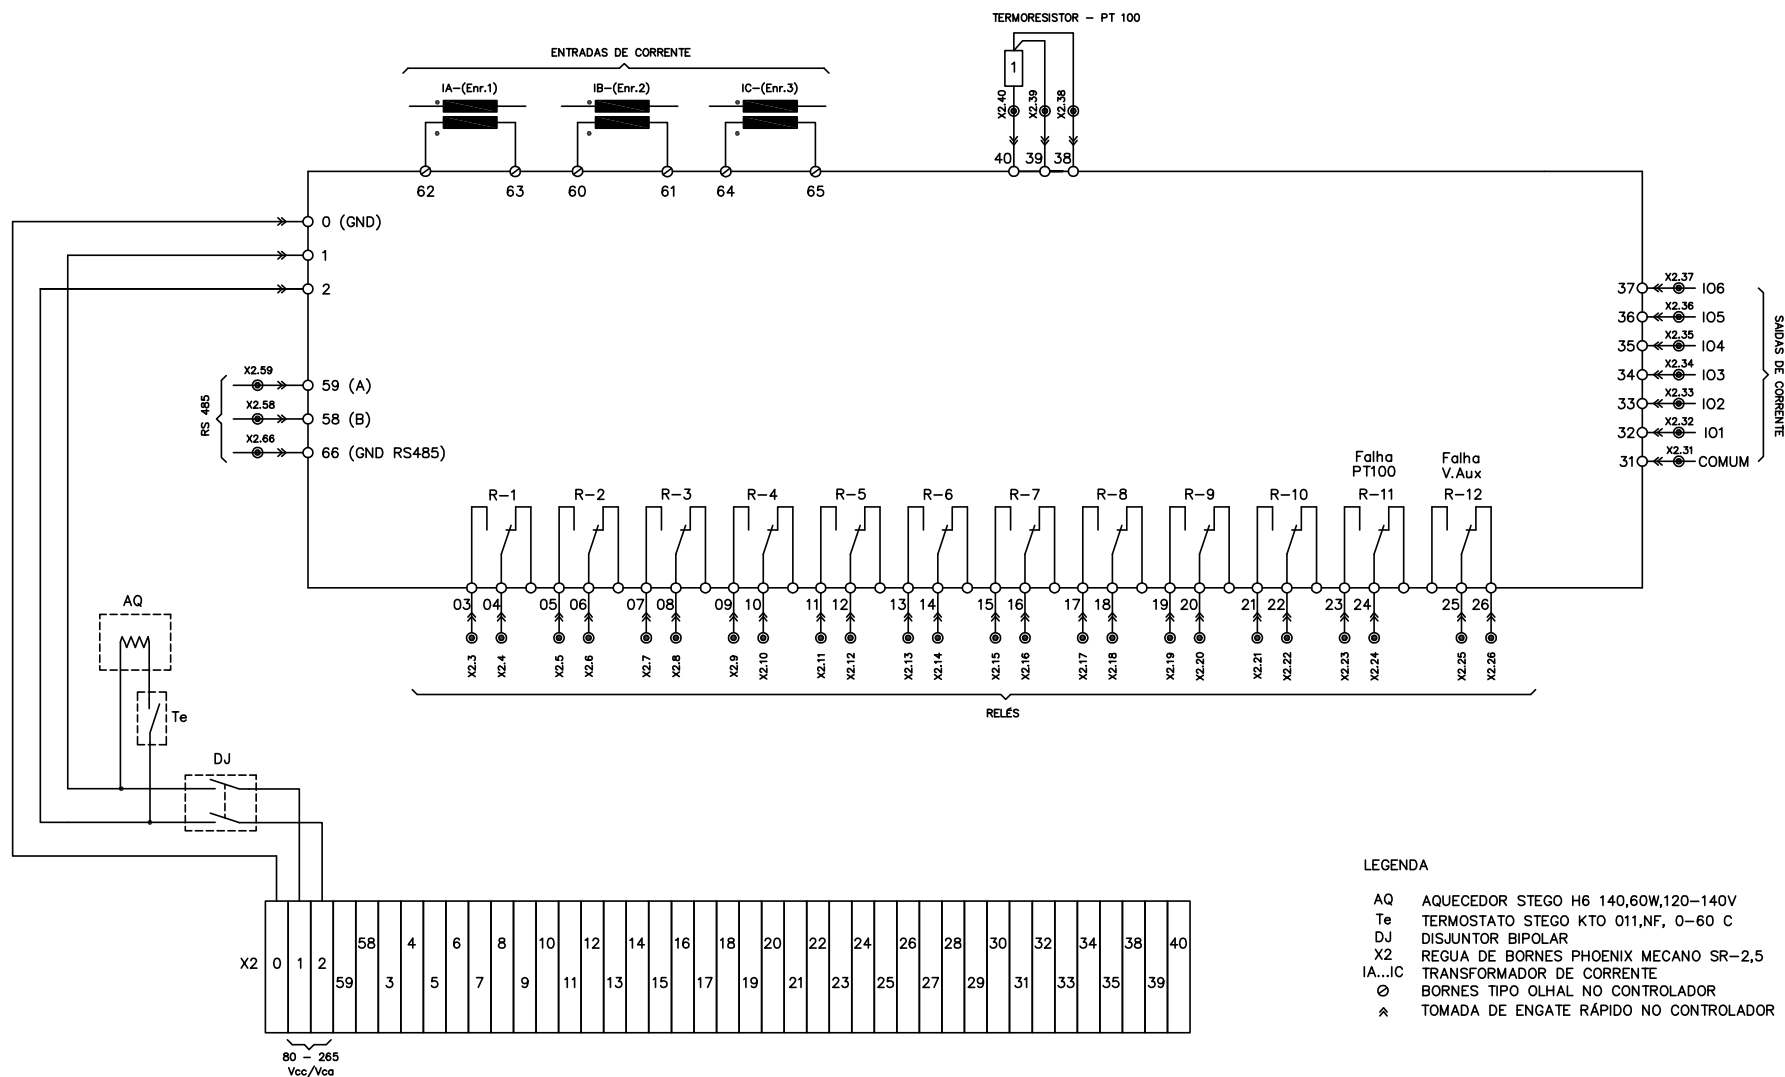 TERMORESISTOR – PT 100
1
X2.40
X2.39
X2.38
40 39 38
ENTRADAS DE CORRENTE
IA–(Enr.1) IB–(Enr.2) IC–(Enr.3)
62 63 60 61 64 65
0 (GND)
1
2
RS 485
X2.59
59 (A)
X2.58
58 (B)
X2.66
66 (GND RS485)
X2.37
37 IO6
X2.36
36 IO5
X2.35
35 IO4
X2.34
34 IO3
X2.33
33 IO2
X2.32
32 IO1
X2.31
31 COMUM
SAIDAS DE CORRENTE
Falha
PT100
Falha
V.Aux
R–1 R–2 R–3 R–4 R–5 R–6 R–7 R–8 R–9 R–10 R–11 R–12
03 04 05 06 07 08 09 10 11 12 13 14 15 16 17 18 19 20 21 22 23 24 25 26
X2.3 X2.4 X2.5 X2.6 X2.7 X2.8 X2.9 X2.10 X2.11 X2.12 X2.13 X2.14 X2.15 X2.16 X2.17 X2.18 X2.19 X2.20 X2.21 X2.22 X2.23 X2.24 X2.25 X2.26
RELÉS
AQ
Te
DJ
58 4 6 8 10 12 14 16 18 20 22 24 26 28 30 32 34 38 40
X2 0 1 2
59 3 5 7 9 11 13 15 17 19 21 23 25 27 29 31 33 35 39
80 – 265
Vcc/Vca
LEGENDA
AQ AQUECEDOR STEGO H6 140,60W,120–140V
Te TERMOSTATO STEGO KTO 011,NF, 0–60 C
DJ DISJUNTOR BIPOLAR
X2 REGUA DE BORNES PHOENIX MECANO SR–2,5
IA...IC TRANSFORMADOR DE CORRENTE
BORNES TIPO OLHAL NO CONTROLADOR
TOMADA DE ENGATE RÁPIDO NO CONTROLADOR